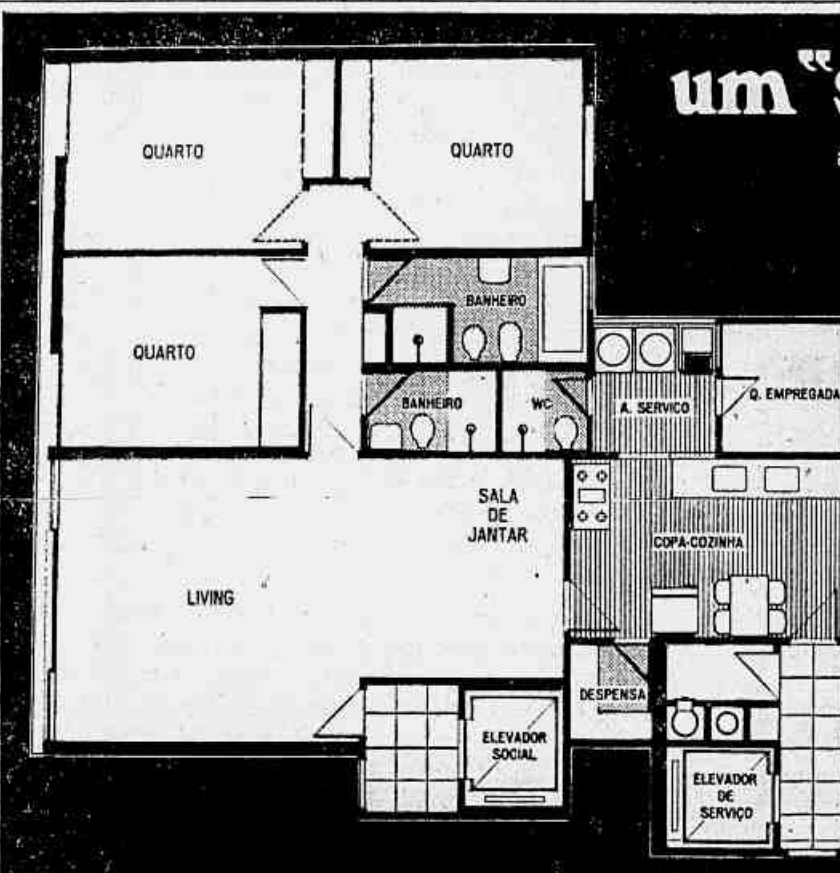 um "s
QUARTO
QUARTO
QUARTO
BANHEIRO
BANHEIRO
WC
A. SERVICO
Q. EMPREGADA
SALA
DE
JANTAR
COPA-COZINHA
LIVING
DESPENSA
ELEVADOR
SOCIAL
ELEVADOR
DE
SERVIÇO